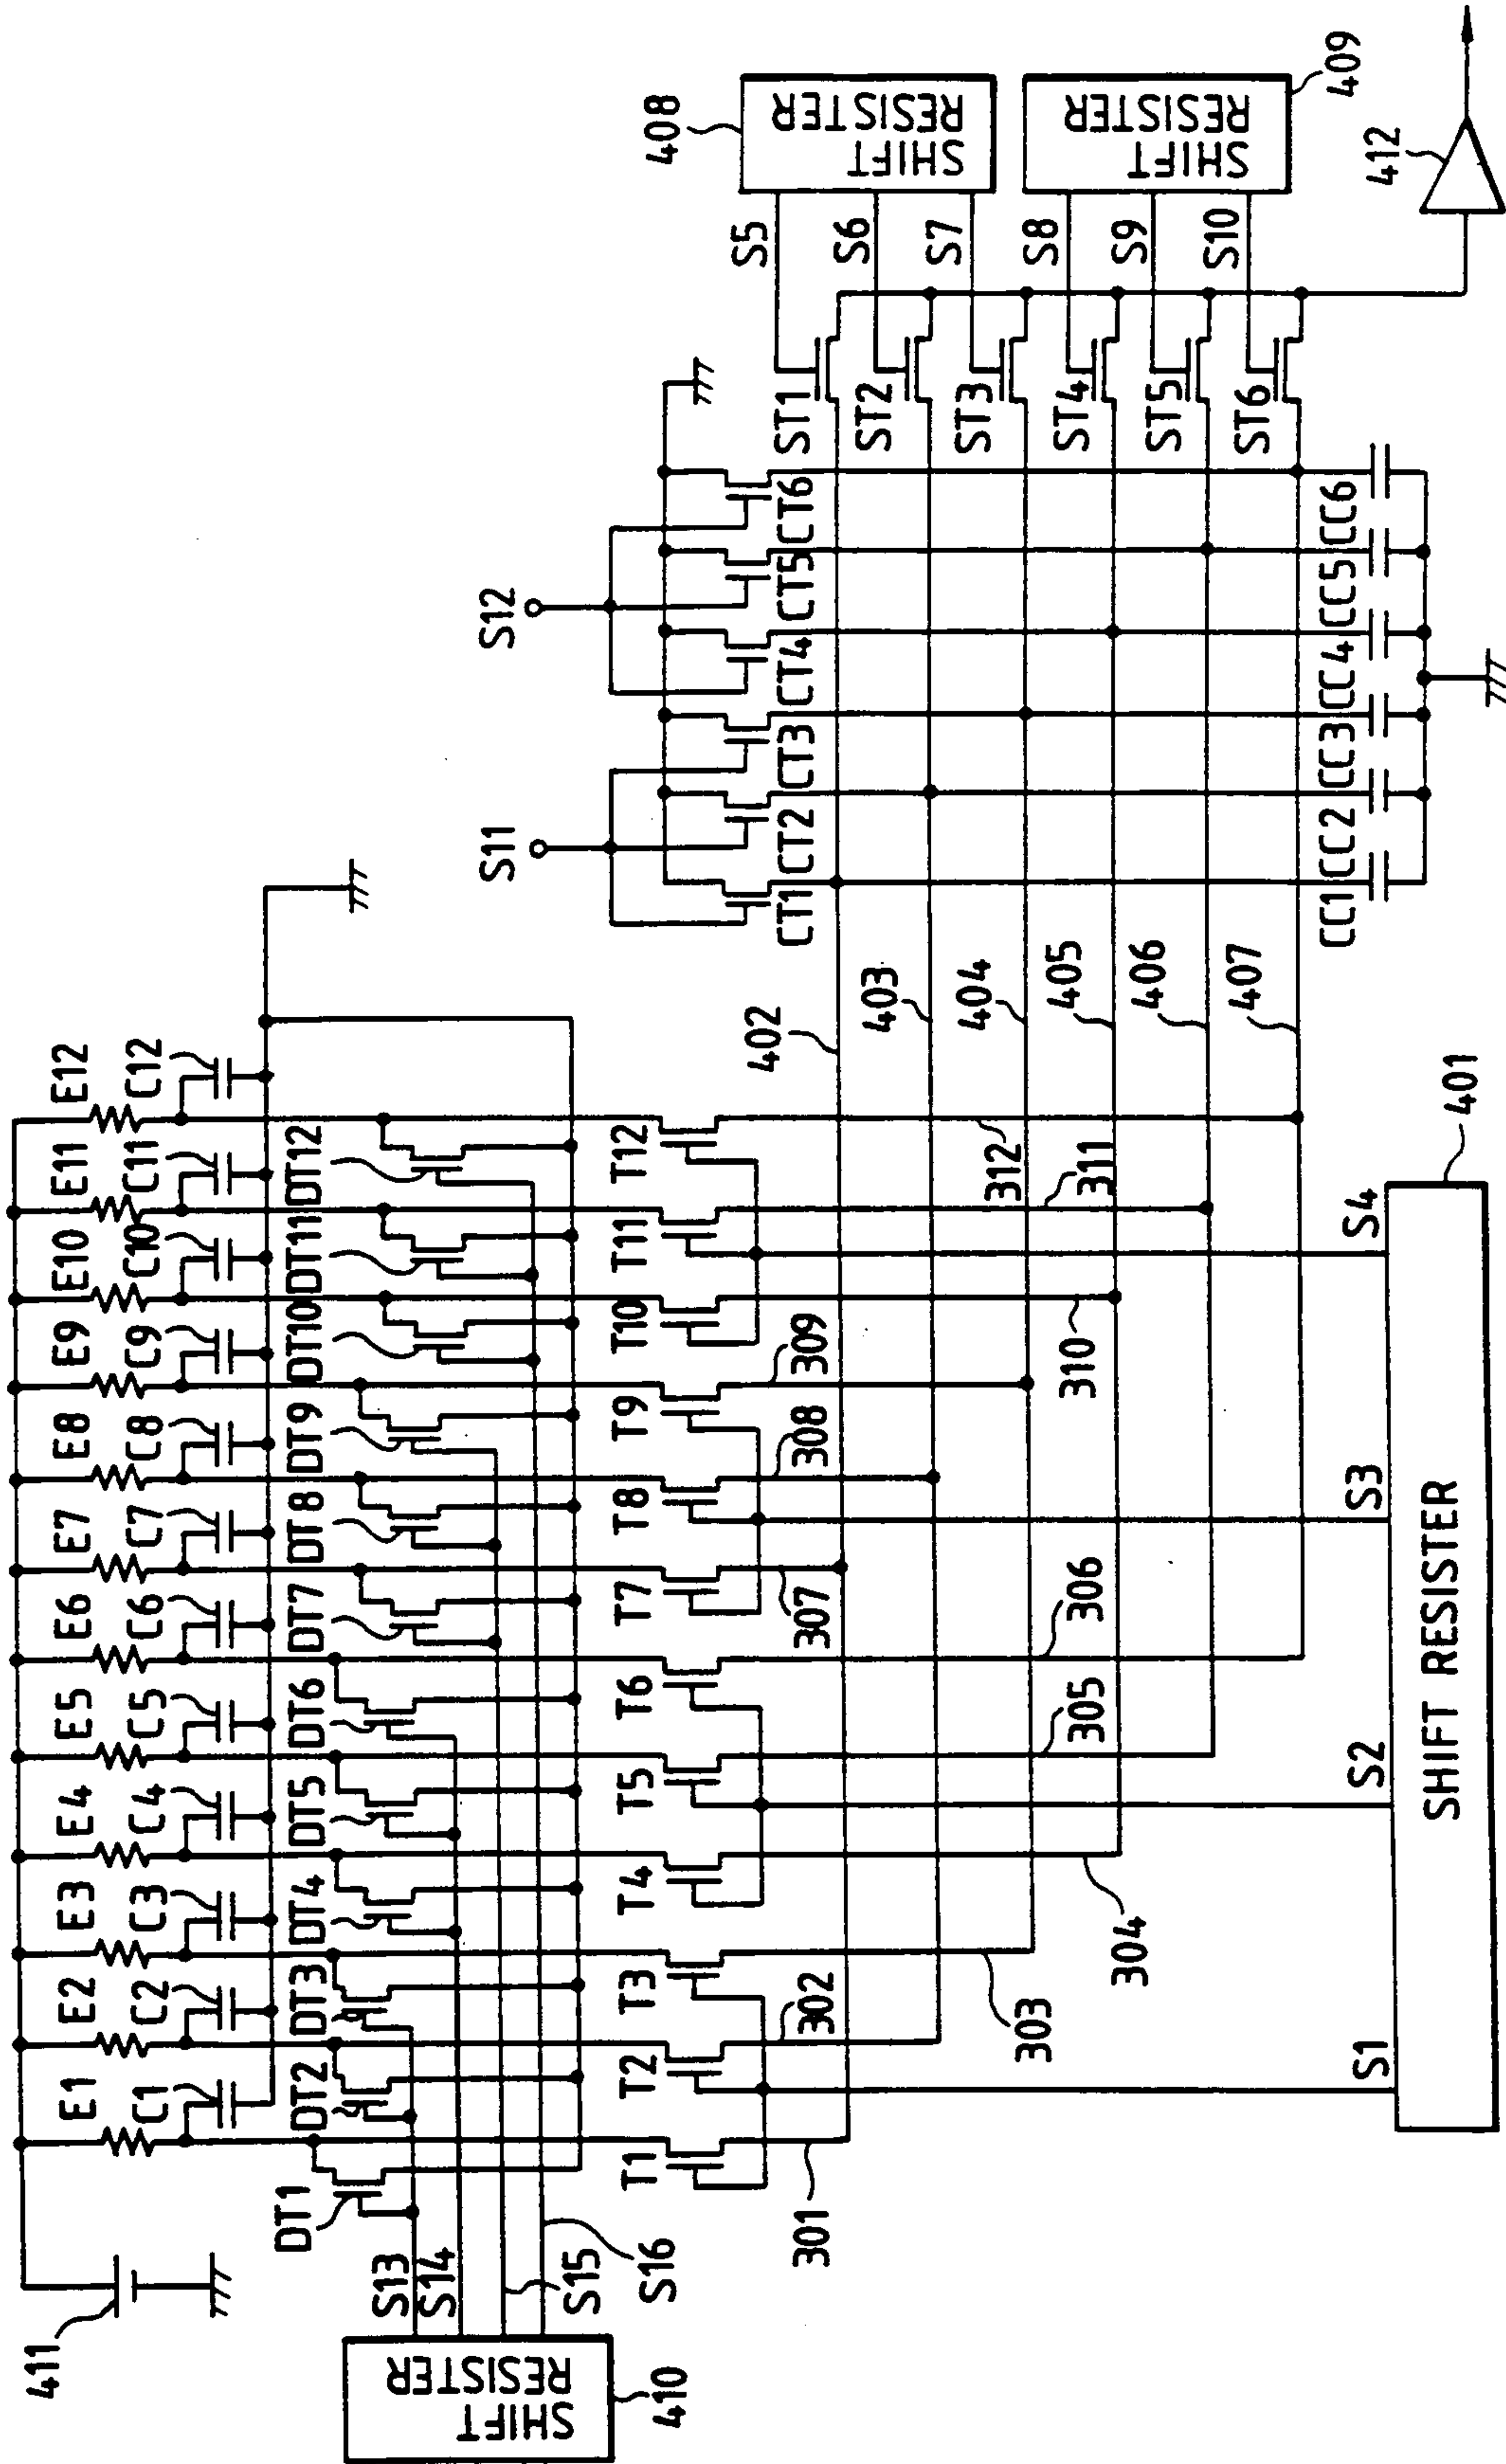 E1
E2
E3
E4
E5
E6
E7
E8
E9
E10
E11
E12
C1
C2
C3
C4
C5
C6
C7
C8
C9
C10
C11
C12
411
DT1
DT2
DT3
DT4
DT5
DT6
DT7
DT8
DT9
DT10
DT11
DT12
S13
S14
S15
S16
SHIFT
RESISTER
410
T1
T2
T3
T4
T5
T6
T7
T8
T9
T10
T11
T12
301
302
303
304
305
306
307
308
309
310
311
312
S11
S12
CT1
CT2
CT3
CT4
CT5
CT6
402
403
404
405
406
407
ST1
ST2
ST3
ST4
ST5
ST6
S5
S6
S7
S8
S9
S10
408
SHIFT
RESISTER
SHIFT
RESISTER
409
CC1
CC2
CC3
CC4
CC5
CC6
412
S1
S2
S3
S4
SHIFT RESISTER
401